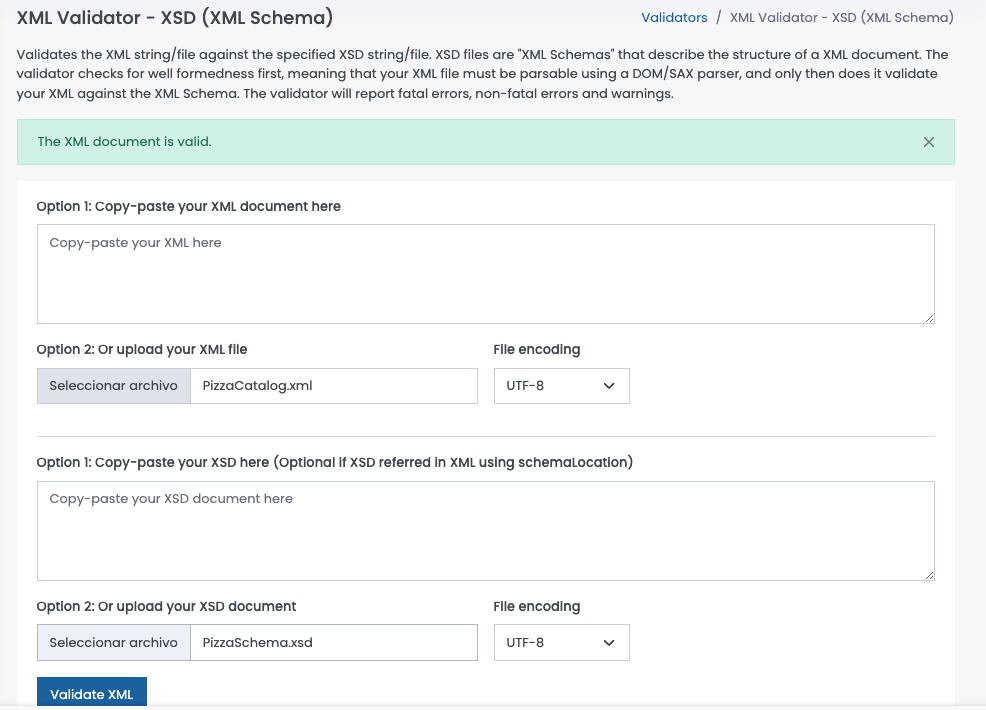 XML Validator - XSD (XML Schema)
Validators / XML Validator - XSD (XML Schema)
Validates the XML string/file against the specified XSD string/file. XSD files are "XML Schemas" that describe the structure of a XML document. The
validator checks for well formedness first, meaning that your XML file must be parsable using a DOM/SAX parser, and only then does it validate
your XML against the XML Schema. The validator will report fatal errors, non-fatal errors and warnings.
The XML document is valid.
Option 1: Copy-paste your XML document here
Copy-paste your XML here
Option 2: Or upload your XML file
File encoding
Seleccionar archivo PizzaCatalog.xml
UTF-8
Option 1: Copy-paste your XSD here (Optional if XSD referred in XML using schemaLocation)
Copy-paste your XSD document here
Option 2: Or upload your XSD document
File encoding
Seleccionar archivo PizzaSchema.xsd
UTF-8
Validate XML